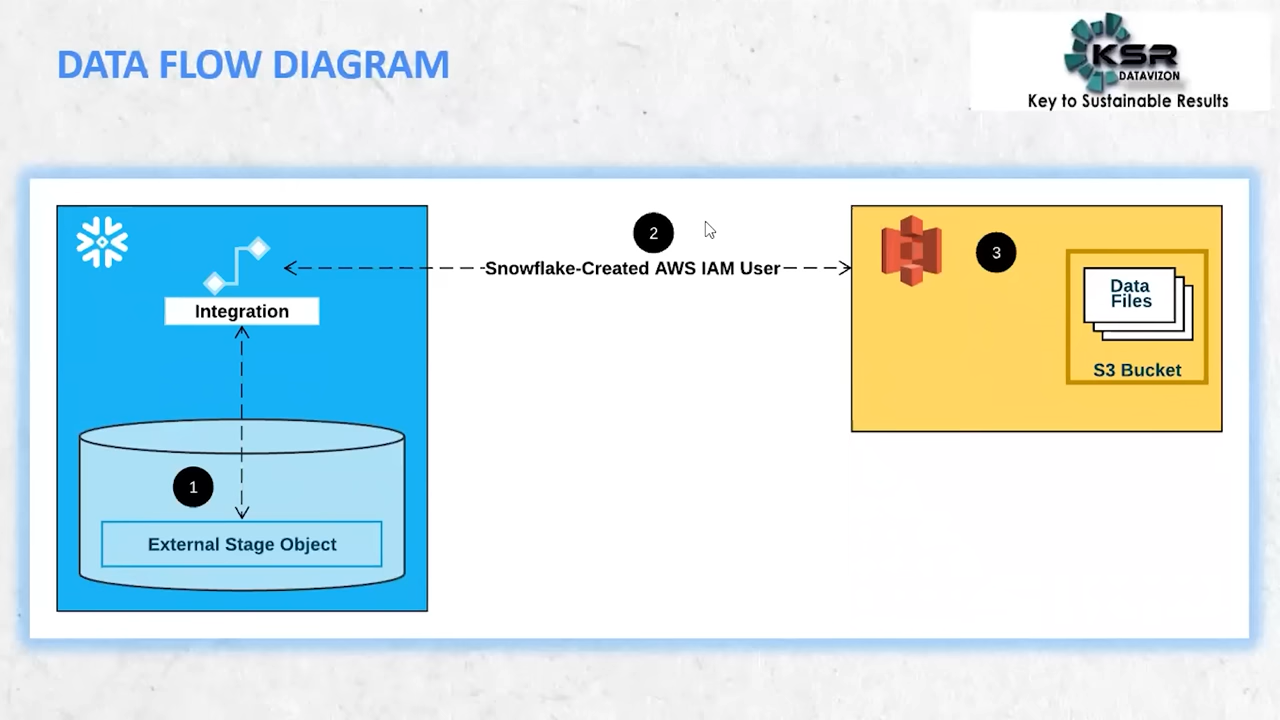 DATA FLOW DIAGRAM
KSR
DATAVIZON
Key to Sustainable Results
2
Snowflake-Created AWS IAM User
3
Data
Files
S3 Bucket
Integration
1
External Stage Object